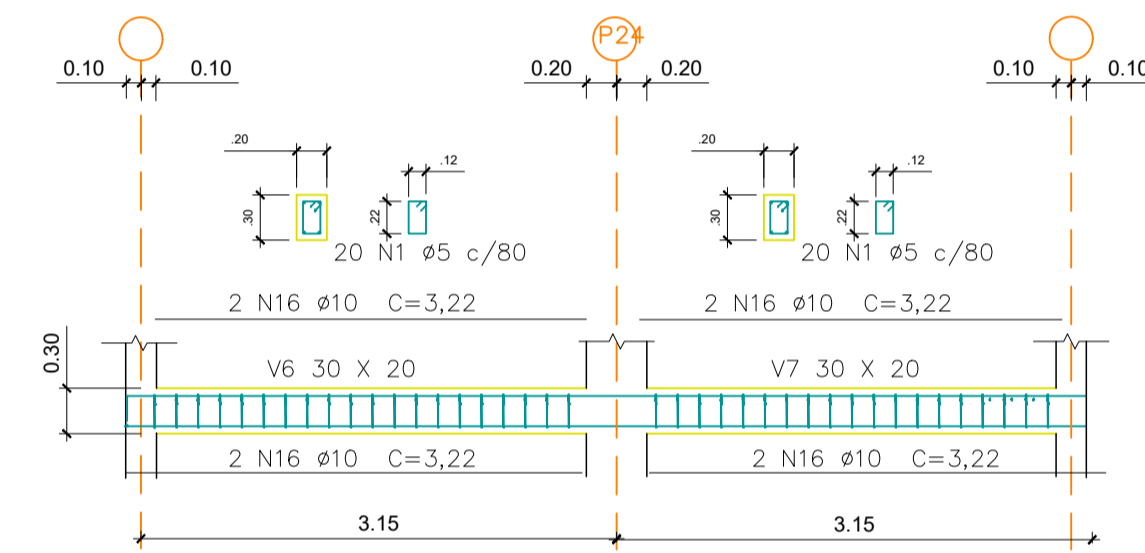 P24
0.10 0.10 0.20 0.20 0.10 0.10
.20 .12 .20 .12
.30 .22 .30 .22
20 N1 ø5 c/80 20 N1 ø5 c/80
2 N16 ø10 C=3,22 2 N16 ø10 C=3,22
0.30 V6 30 X 20 V7 30 X 20
2 N16 ø10 C=3,22 2 N16 ø10 C=3,22
3.15 3.15